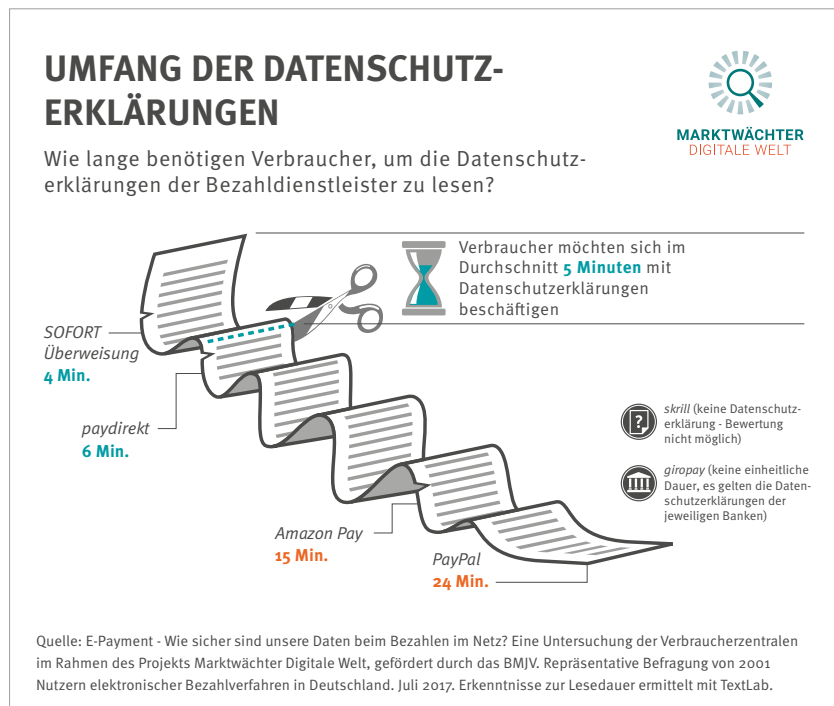 UMFANG DER DATENSCHUTZ-
ERKLÄRUNGEN
MARKTWÄCHTER
DIGITALE WELT
Wie lange benötigen Verbraucher, um die Datenschutz-
erklärungen der Bezahldienstleister zu lesen?
Verbraucher möchten sich im
Durchschnitt 5 Minuten mit
Datenschutzerklärungen
beschäftigen
SOFORT
Überweisung
4 Min.
paydirekt
6 Min.
skrill (keine Datenschutz-
erklärung - Bewertung
nicht möglich)
?
giropay (keine einheitliche
Dauer, es gelten die Daten-
schutzerklärungen der
jeweiligen Banken)
Amazon Pay
15 Min.
PayPal
24 Min.
Quelle: E-Payment - Wie sicher sind unsere Daten beim Bezahlen im Netz? Eine Untersuchung der Verbraucherzentralen
im Rahmen des Projekts Marktwächter Digitale Welt, gefördert durch das BMJV. Repräsentative Befragung von 2001
Nutzern elektronischer Bezahlverfahren in Deutschland. Juli 2017. Erkenntnisse zur Lesedauer ermittelt mit TextLab.